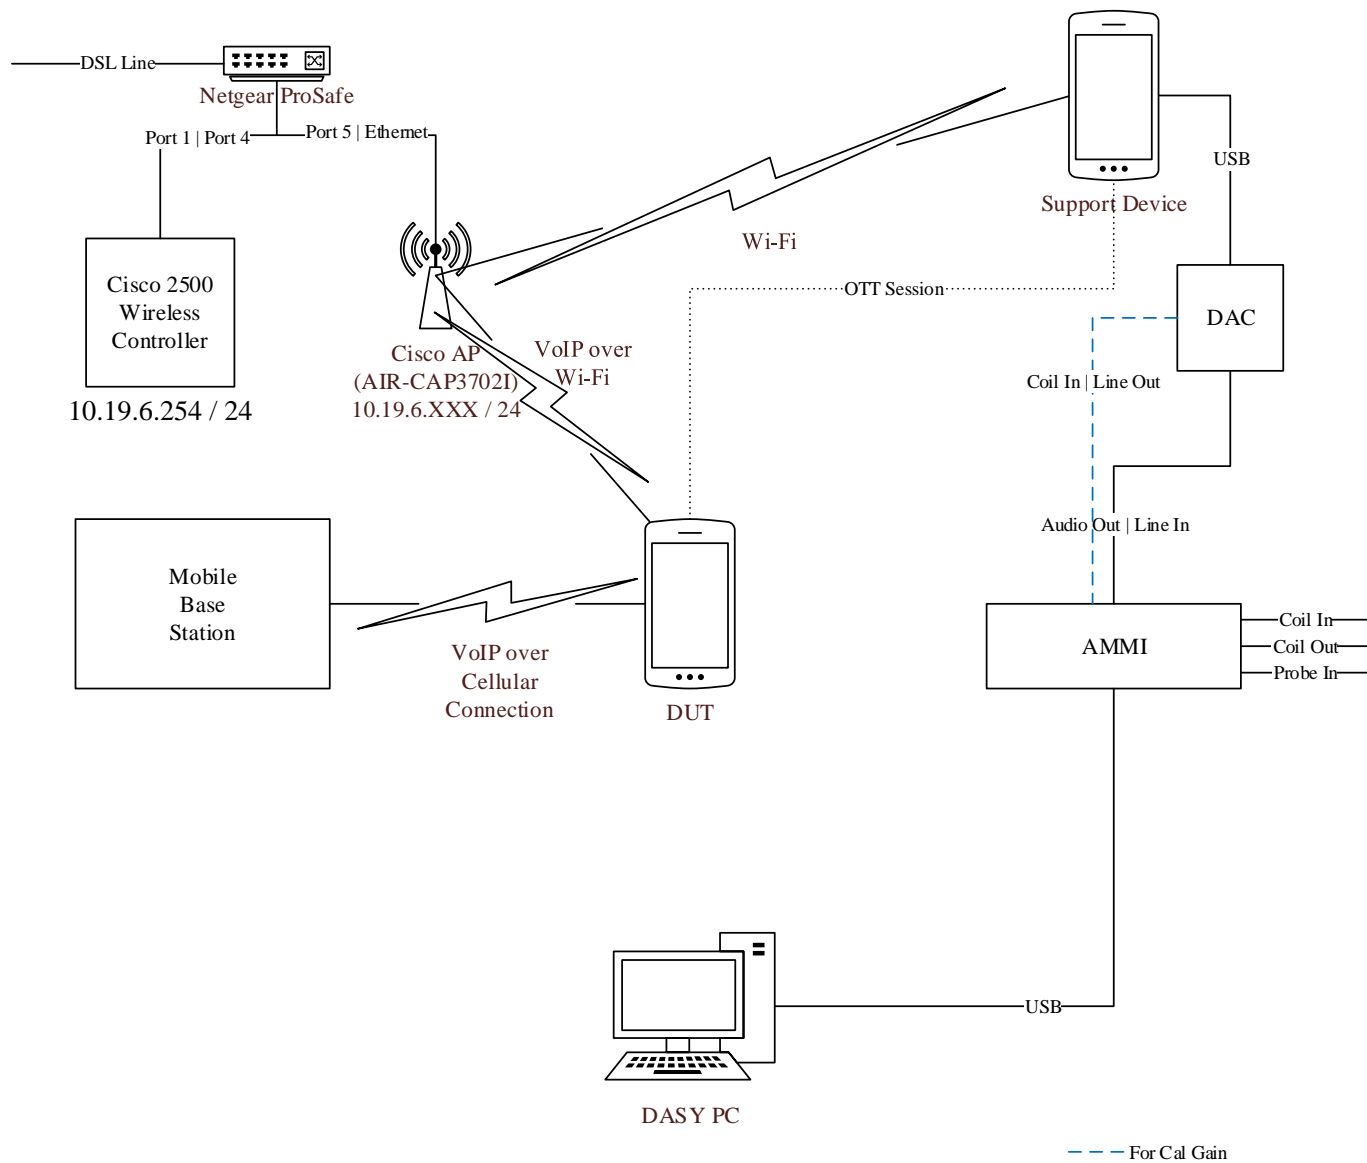 DSL Line
Netgear ProSafe
Port 1 | Port 4
Port 5 | Ethernet
USB
Support Device
Wi-Fi
Cisco 2500
Wireless
Controller
10.19.6.254 / 24
OTT Session
DAC
Cisco AP
(AIR-CAP3702I)
10.19.6.XXX / 24
VoIP over
Wi-Fi
Coil In | Line Out
Audio Out | Line In
Mobile
Base
Station
VoIP over
Cellular
Connection
DUT
AMMI
Coil In
Coil Out
Probe In
USB
DASY PC
For Cal Gain